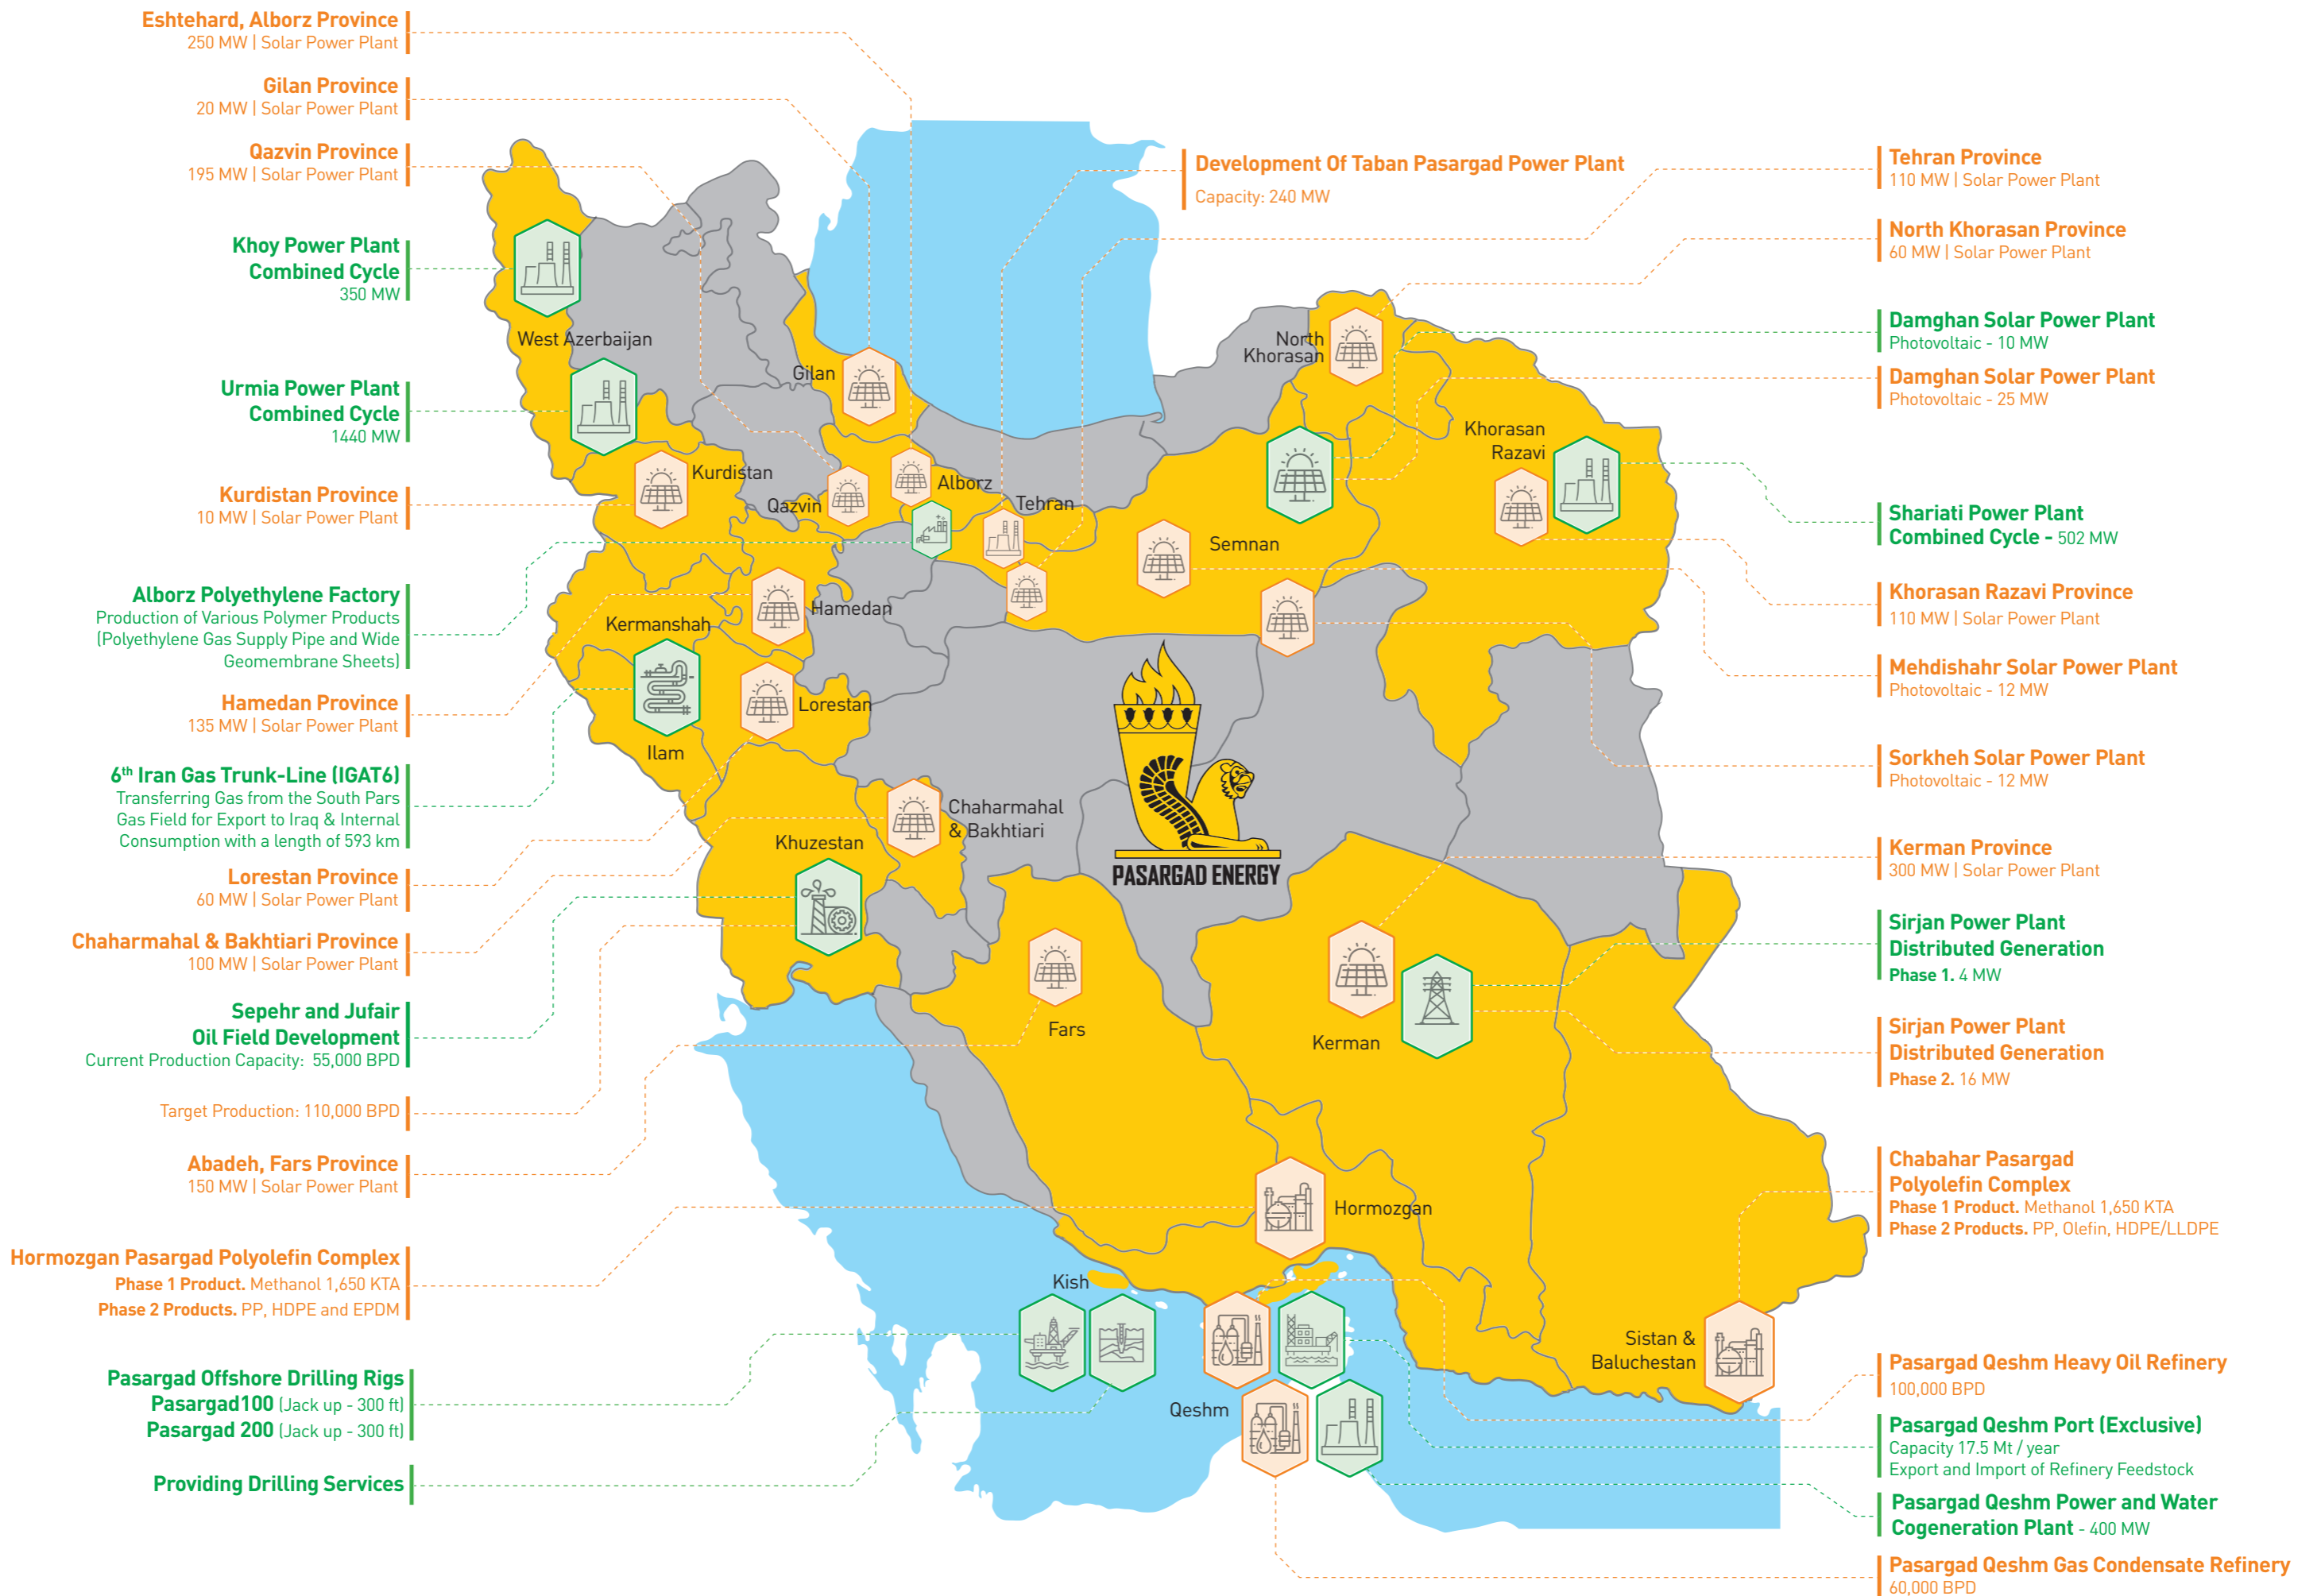 Eshtehard, Alborz Province
250 MW | Solar Power Plant
Gilan Province
20 MW | Solar Power Plant
Qazvin Province
195 MW | Solar Power Plant
Khoy Power Plant
Combined Cycle
350 MW
Urmia Power Plant
Combined Cycle
1440 MW
Kurdistan Province
10 MW | Solar Power Plant
Alborz Polyethylene Factory
Production of Various Polymer Products
(Polyethylene Gas Supply Pipe and Wide
Geomembrane Sheets)
Hamedan Province
135 MW | Solar Power Plant
6th Iran Gas Trunk-Line (IGAT6)
Transferring Gas from the South Pars
Gas Field for Export to Iraq & Internal
Consumption with a length of 593 km
Lorestan Province
60 MW | Solar Power Plant
Chaharmahal & Bakhtiari Province
100 MW | Solar Power Plant
Sepehr and Jufair
Oil Field Development
Current Production Capacity: 55,000 BPD
Target Production: 110,000 BPD
Abadeh, Fars Province
150 MW | Solar Power Plant
Hormozgan Pasargad Polyolefin Complex
Phase 1 Product. Methanol 1,650 KTA
Phase 2 Products. PP, HDPE and EPDM
Pasargad Offshore Drilling Rigs
Pasargad100 (Jack up - 300 ft)
Pasargad 200 (Jack up - 300 ft)
Providing Drilling Services
Development Of Taban Pasargad Power Plant
Capacity: 240 MW
West Azerbaijan
Gilan
North
Khorasan
Khorasan
Razavi
Kurdistan
Qazvin
Alborz
Tehran
Semnan
Hamedan
Kermanshah
Lorestan
Ilam
Chaharmahal
& Bakhtiari
Khuzestan
PASARGAD ENERGY
Fars
Kerman
Hormozgan
Kish
Sistan &
Baluchestan
Qeshm
Tehran Province
110 MW | Solar Power Plant
North Khorasan Province
60 MW | Solar Power Plant
Damghan Solar Power Plant
Photovoltaic - 10 MW
Damghan Solar Power Plant
Photovoltaic - 25 MW
Shariati Power Plant
Combined Cycle - 502 MW
Khorasan Razavi Province
110 MW | Solar Power Plant
Mehdishahr Solar Power Plant
Photovoltaic - 12 MW
Sorkheh Solar Power Plant
Photovoltaic - 12 MW
Kerman Province
300 MW | Solar Power Plant
Sirjan Power Plant
Distributed Generation
Phase 1. 4 MW
Sirjan Power Plant
Distributed Generation
Phase 2. 16 MW
Chabahar Pasargad
Polyolefin Complex
Phase 1 Product. Methanol 1,650 KTA
Phase 2 Products. PP, Olefin, HDPE/LLDPE
Pasargad Qeshm Heavy Oil Refinery
100,000 BPD
Pasargad Qeshm Port (Exclusive)
Capacity 17.5 Mt / year
Export and Import of Refinery Feedstock
Pasargad Qeshm Power and Water
Cogeneration Plant - 400 MW
Pasargad Qeshm Gas Condensate Refinery
60,000 BPD